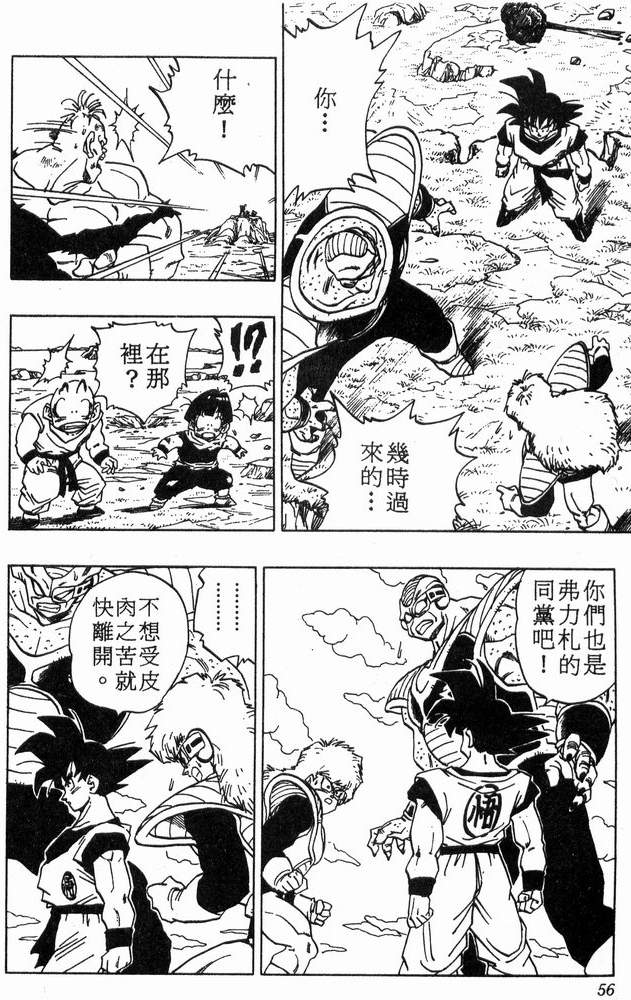 你…
幾時過
來的…
什麼！
!?
在那
裡？
你們也是
弗力札的
同黨吧！
悟
………
………
不想受皮
肉之苦就
快離開。
56